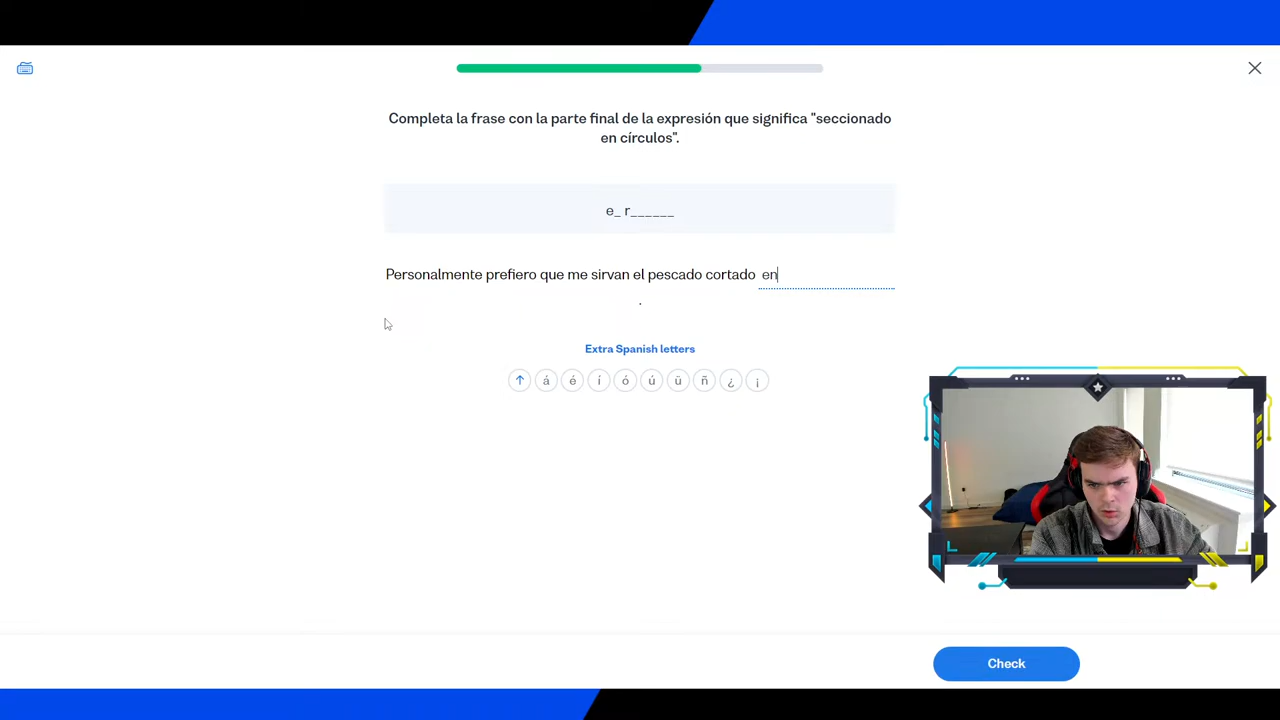 Completa la frase con la parte final de la expresión que significa "seccionado
en círculos".
e_ r______
Personalmente prefiero que me sirvan el pescado cortado en
.
Extra Spanish letters
↑ á é í ó ú ü ñ ¿ ¡
Check